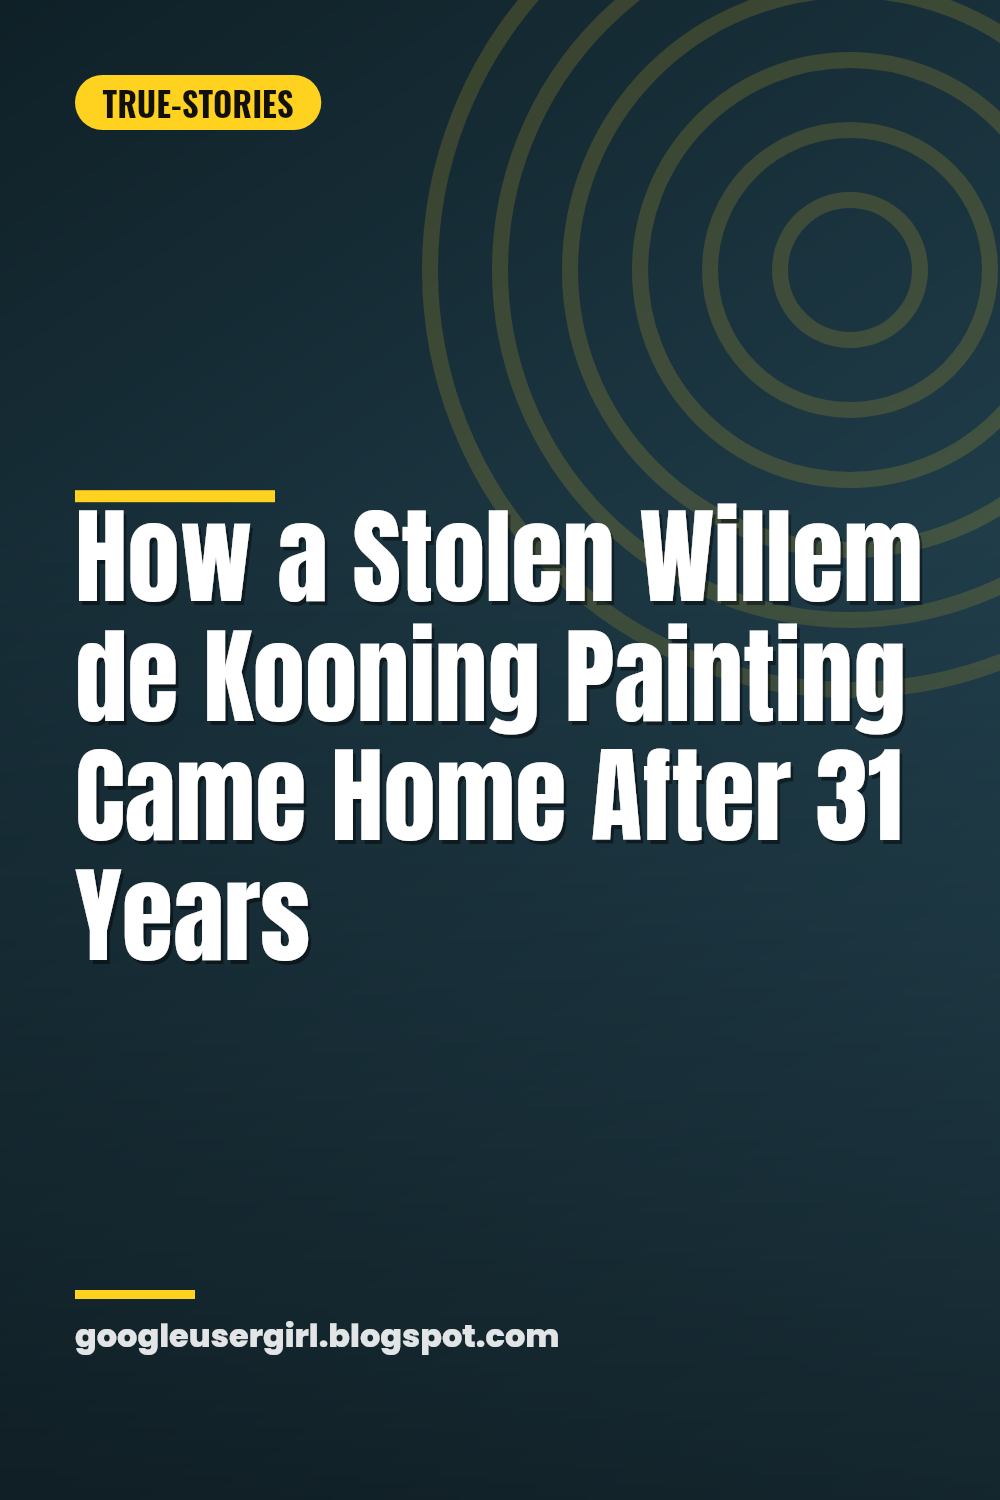 TRUE-STORIES
How a Stolen Willem
de Kooning Painting
Came Home After 31
Years
googleusergirl.blogspot.com